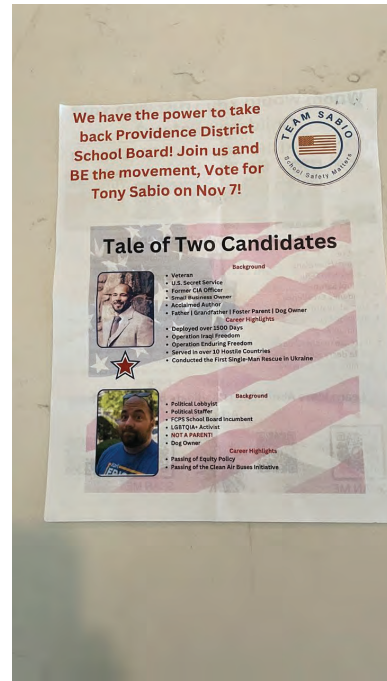 We have the power to take
back Providence District
School Board! Join us and
BE the movement, Vote for
Tony Sabio on Nov 7!
TEAM SABIO
School Safety Matters
Tale of Two Candidates
Background
• Veteran
• U.S. Secret Service
• Former CIA Officer
• Small Business Owner
• Acclaimed Author
• Father | Grandfather | Foster Parent | Dog Owner
Career Highlights
• Deployed over 1500 Days
• Operation Iraqi Freedom
• Operation Enduring Freedom
• Served in over 10 Hostile Countries
• Conducted the First Single-Man Rescue in Ukraine
Background
• Political Lobbyist
• Political Staffer
• FCPS School Board Incumbent
• LGBTQIA+ Activist
• NOT A PARENT!
• Dog Owner
Career Highlights
• Passing of Equity Policy
• Passing of the Clean Air Buses Initiative